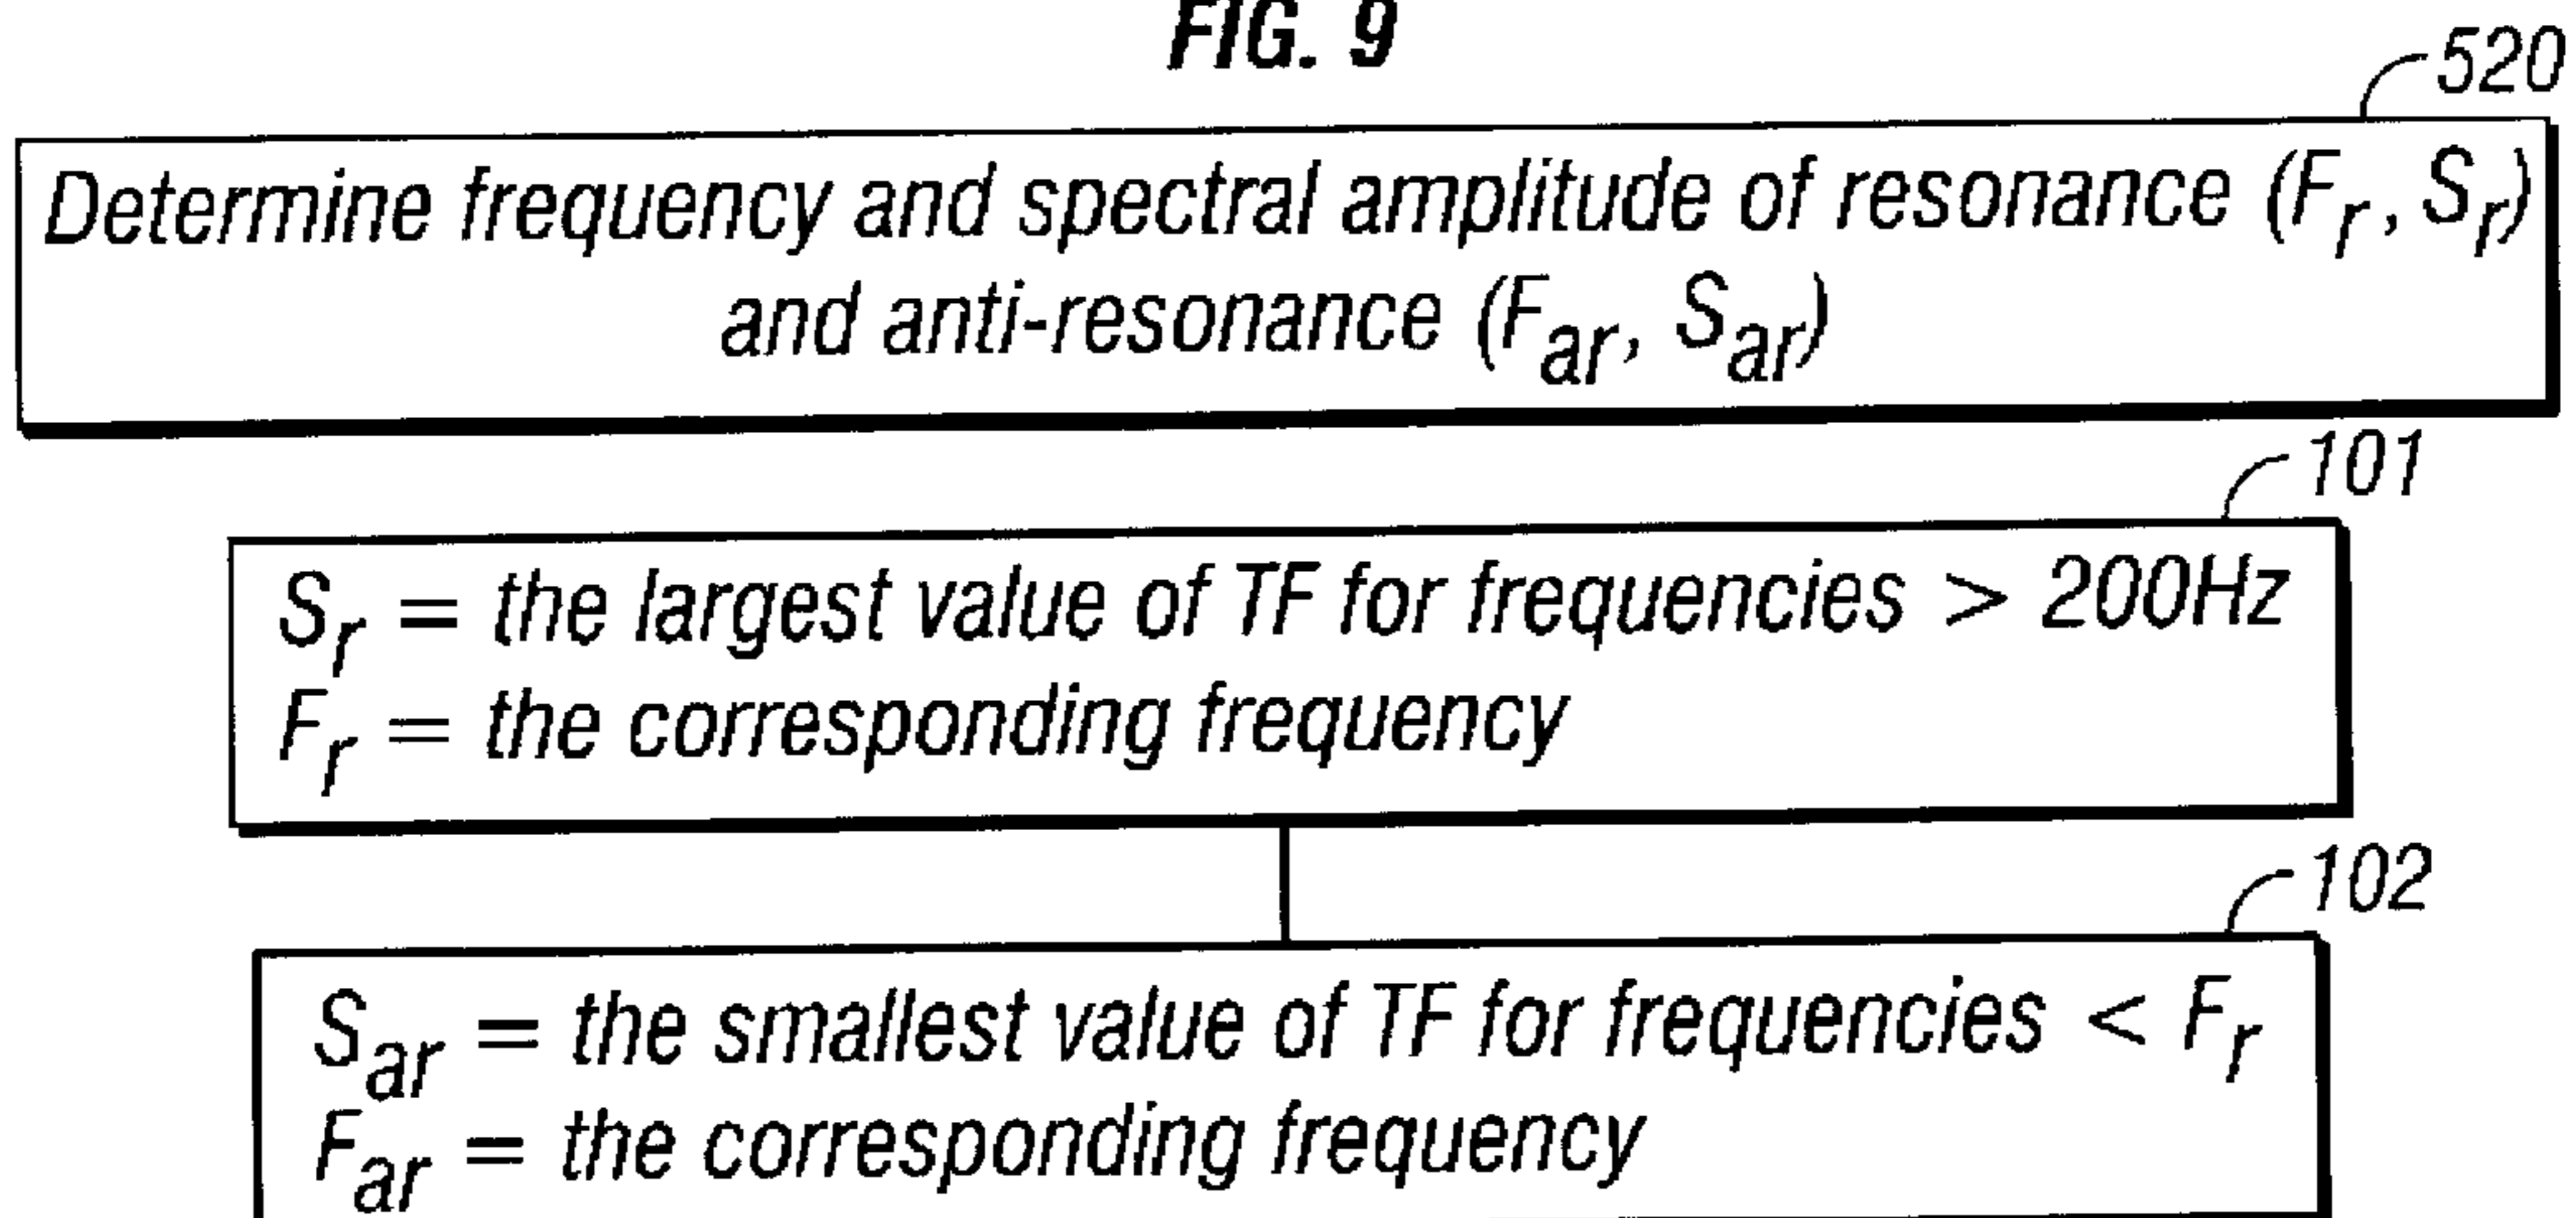 FIG. 9
520
Determine frequency and spectral amplitude of resonance (Fr, Sr)
and anti-resonance (Far, Sar)
101
Sr = the largest value of TF for frequencies > 200Hz
Fr = the corresponding frequency
102
Sar = the smallest value of TF for frequencies < Fr
Far = the corresponding frequency